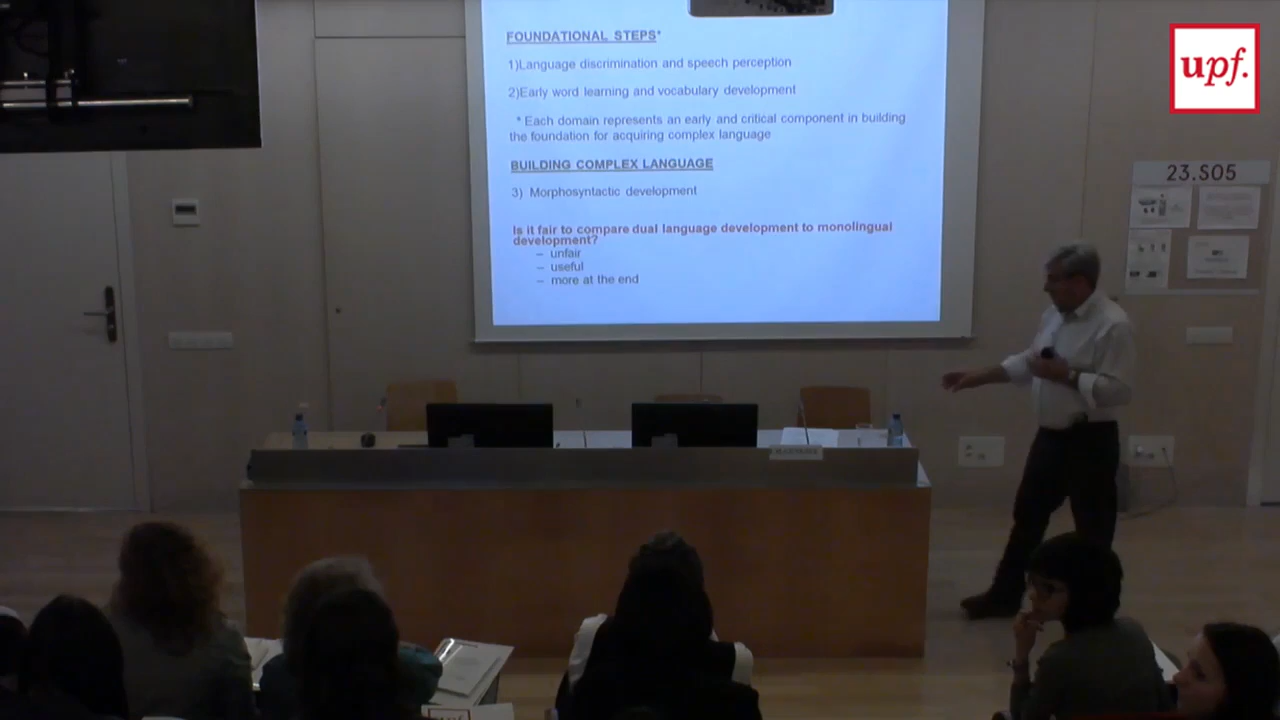 upf.
FOUNDATIONAL STEPS*
1)Language discrimination and speech perception
2)Early word learning and vocabulary development
* Each domain represents an early and critical component in building
the foundation for acquiring complex language
BUILDING COMPLEX LANGUAGE
3) Morphosyntactic development
Is it fair to compare dual language development to monolingual
development?
– unfair
– useful
– more at the end
23.S05
upf.